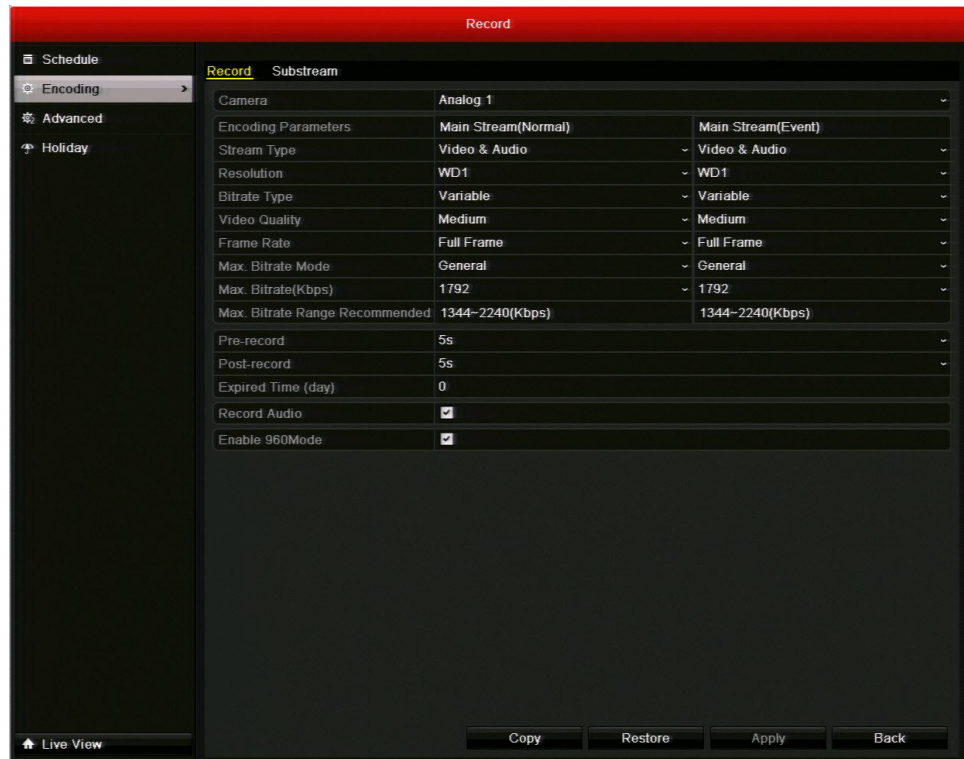 Record
Schedule
Encoding >
Advanced
Holiday
Record Substream
Camera Analog 1
Encoding Parameters Main Stream(Normal) Main Stream(Event)
Stream Type Video & Audio Video & Audio
Resolution WD1 WD1
Bitrate Type Variable Variable
Video Quality Medium Medium
Frame Rate Full Frame Full Frame
Max. Bitrate Mode General General
Max. Bitrate(Kbps) 1792 1792
Max. Bitrate Range Recommended 1344~2240(Kbps) 1344~2240(Kbps)
Pre-record 5s
Post-record 5s
Expired Time (day) 0
Record Audio
Enable 960Mode
Live View
Copy Restore Apply Back